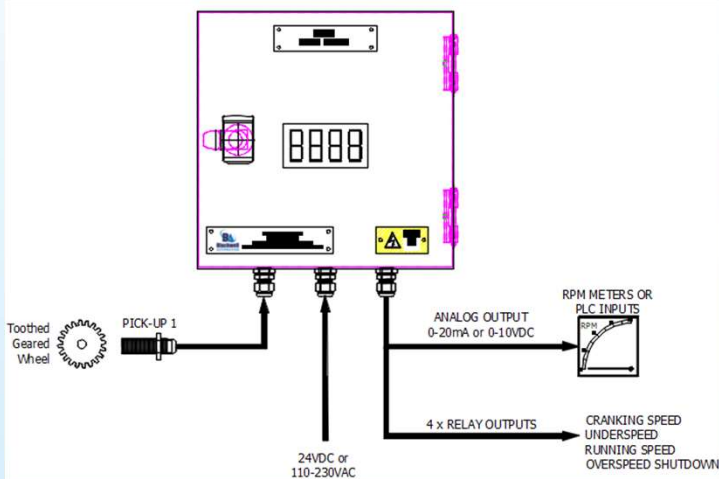 8888
Toothed
Geared
Wheel
PICK-UP 1
24VDC or
110-230VAC
ANALOG OUTPUT
0-20mA or 0-10VDC
RPM METERS OR
PLC INPUTS
RPM
4 x RELAY OUTPUTS
CRANKING SPEED
UNDERSPEED
RUNNING SPEED
OVERSPEED SHUTDOWN